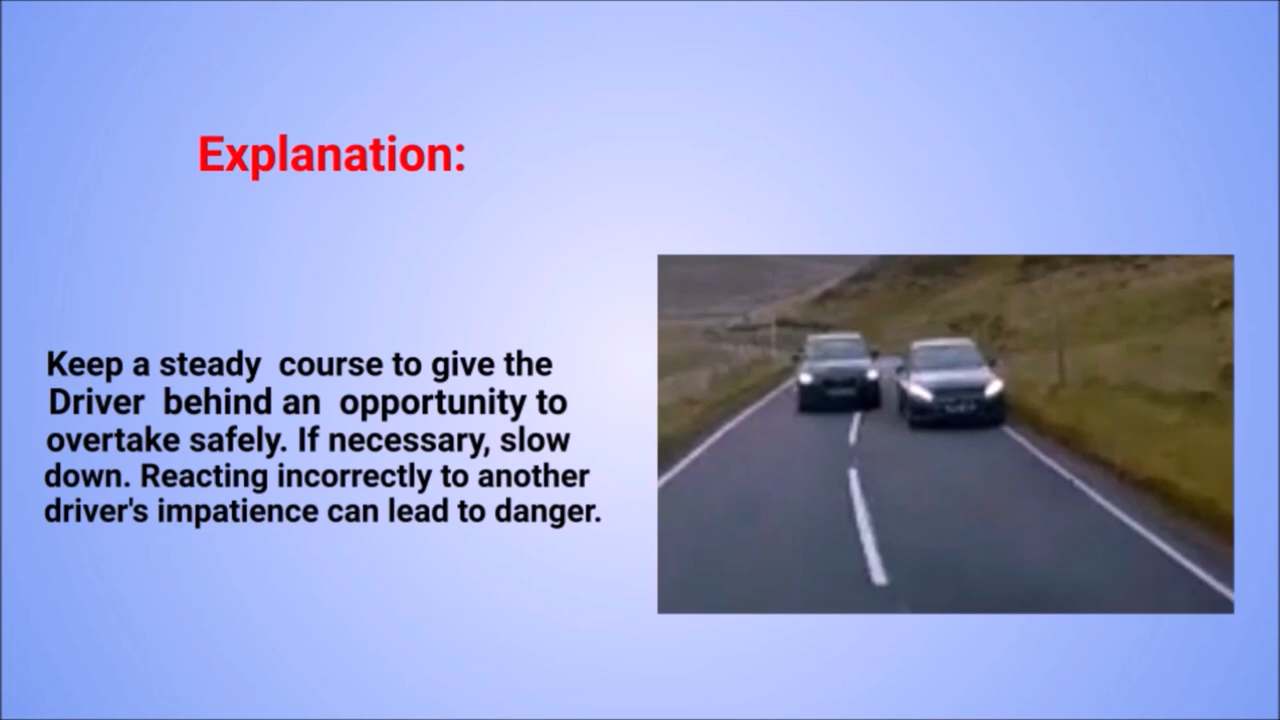 Explanation:
Keep a steady course to give the
Driver behind an opportunity to
overtake safely. If necessary, slow
down. Reacting incorrectly to another
driver's impatience can lead to danger.